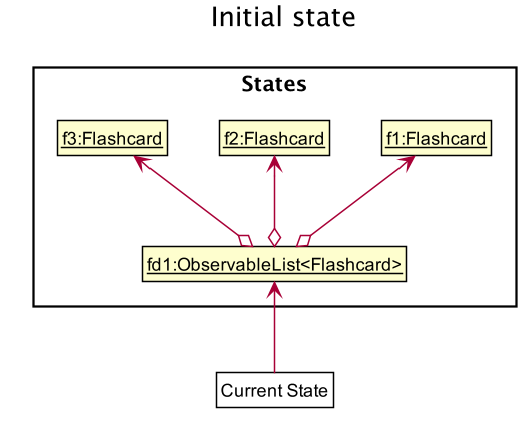 Initial state
States
f3:Flashcard
f2:Flashcard
f1:Flashcard
fd1:ObservableList<Flashcard>
Current State